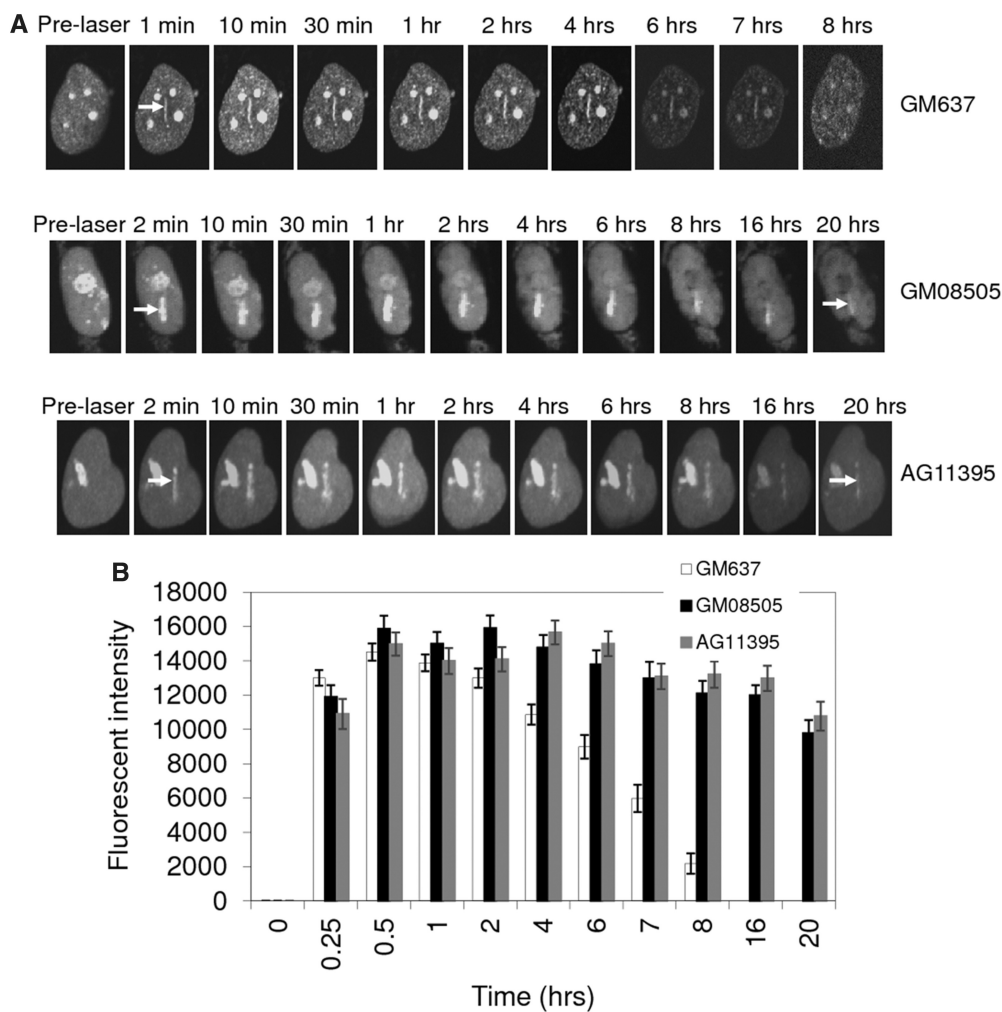 A
Pre-laser 1 min 10 min 30 min 1 hr 2 hrs 4 hrs 6 hrs 7 hrs 8 hrs
GM637
Pre-laser 2 min 10 min 30 min 1 hr 2 hrs 4 hrs 6 hrs 8 hrs 16 hrs 20 hrs
GM08505
Pre-laser 2 min 10 min 30 min 1 hr 2 hrs 4 hrs 6 hrs 8 hrs 16 hrs 20 hrs
AG11395
B
GM637
GM08505
AG11395
Fluorescent intensity
18000
16000
14000
12000
10000
8000
6000
4000
2000
0
0 0.25 0.5 1 2 4 6 7 8 16 20
Time (hrs)